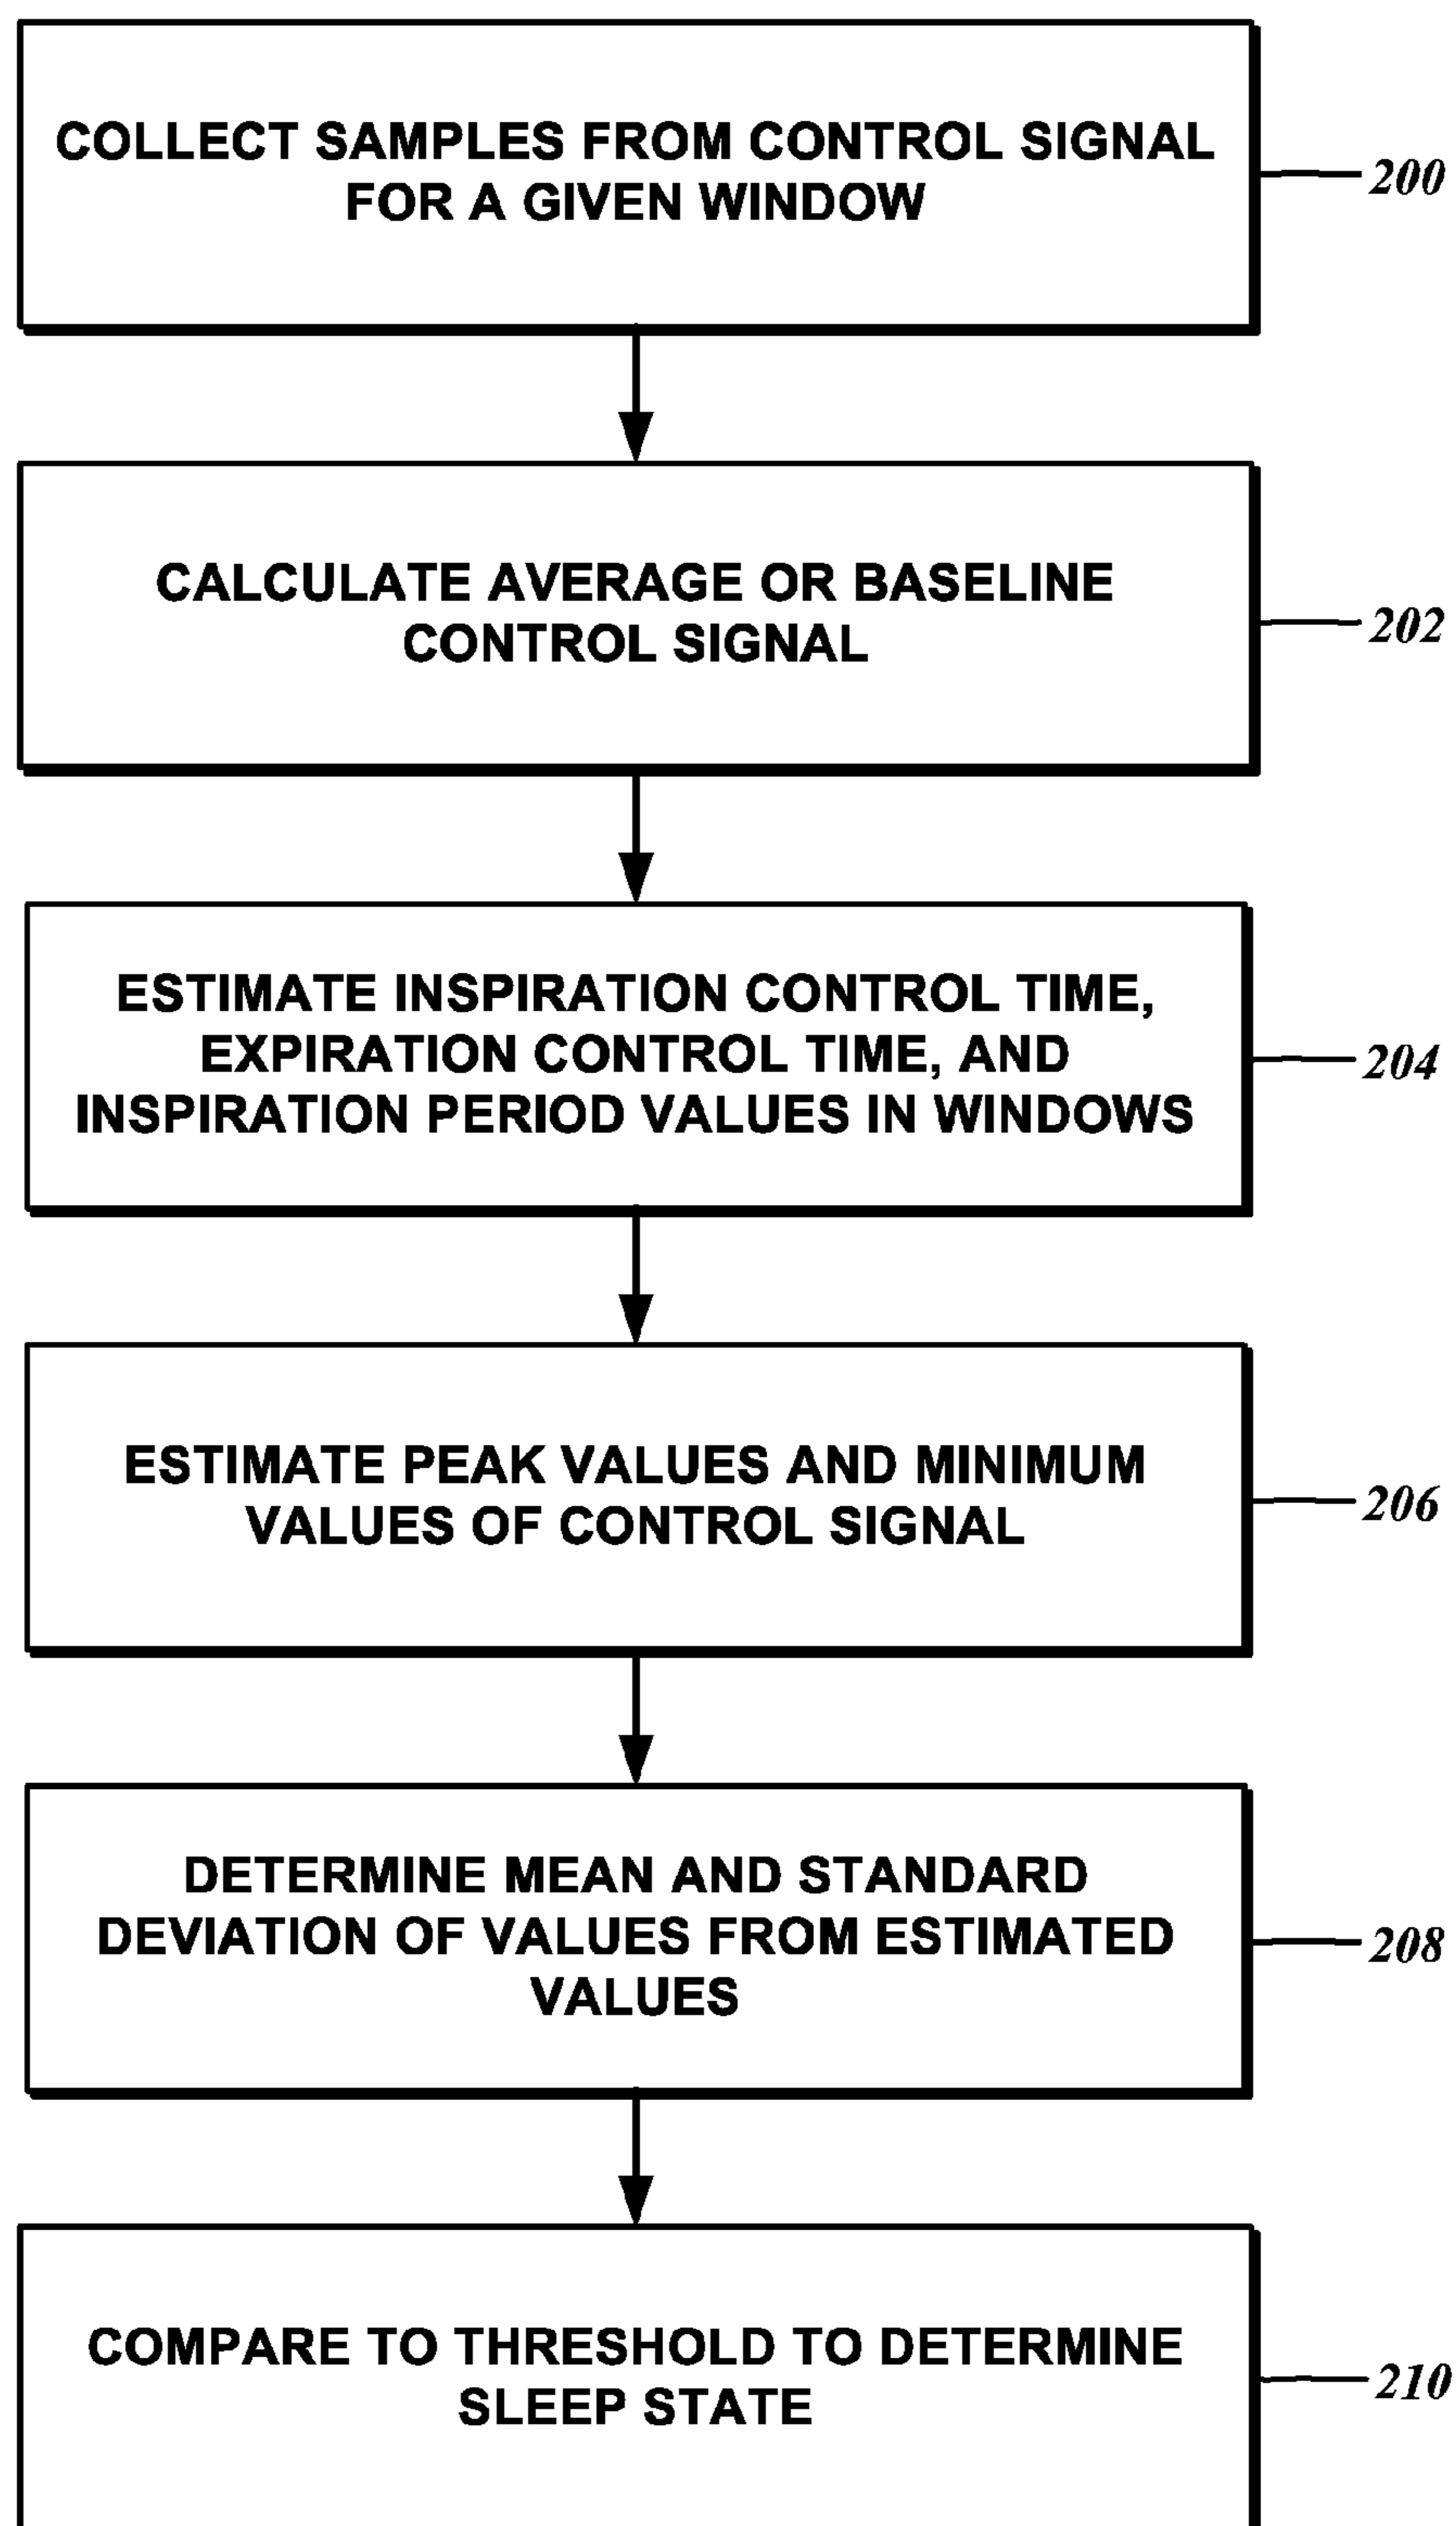 COLLECT SAMPLES FROM CONTROL SIGNAL
FOR A GIVEN WINDOW
200
CALCULATE AVERAGE OR BASELINE
CONTROL SIGNAL
202
ESTIMATE INSPIRATION CONTROL TIME,
EXPIRATION CONTROL TIME, AND
INSPIRATION PERIOD VALUES IN WINDOWS
204
ESTIMATE PEAK VALUES AND MINIMUM
VALUES OF CONTROL SIGNAL
206
DETERMINE MEAN AND STANDARD
DEVIATION OF VALUES FROM ESTIMATED
VALUES
208
COMPARE TO THRESHOLD TO DETERMINE
SLEEP STATE
210